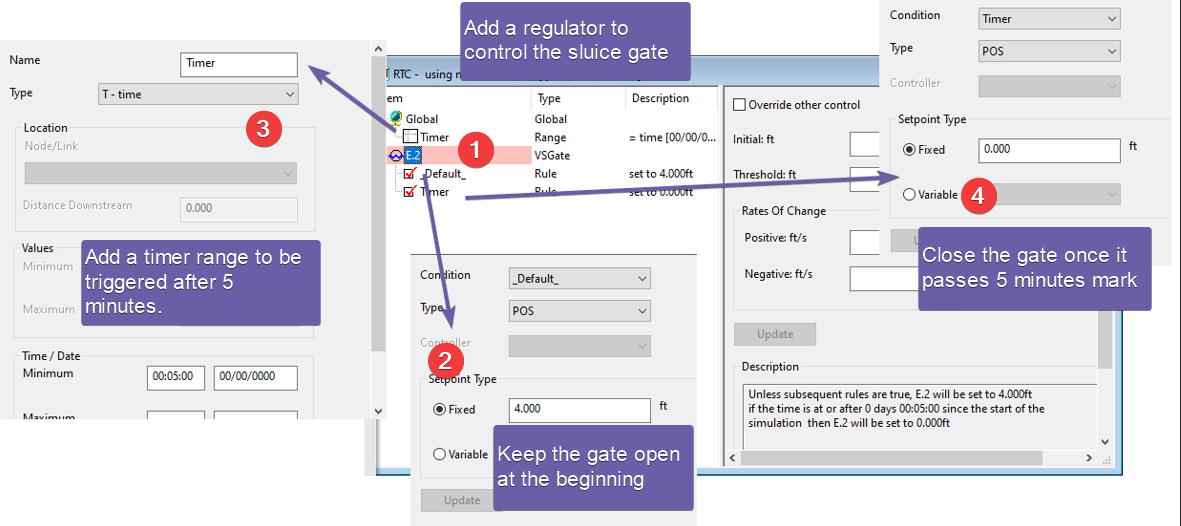 Add a regulator to
control the sluice gate
Name
Timer
Type
T - time
3
Location
Node/Link
Distance Downstream
0.000
Values
Minimum
Maximum
Add a timer range to be
triggered after 5
minutes.
Time / Date
Minimum
00:05:00
00/00/0000
Maximum
RTC - using n
em
Type
Description
Global
Global
Timer
Range
= time [00/00/0...
1
E.2
VSGate
_Default_
Rule
set to 4.000ft
Timer
Rule
set to 0.000ft
Condition
_Default_
Type
POS
Controller
2
Setpoint Type
Fixed
4.000
ft
Variable
Update
Keep the gate open
at the beginning
Override other control
Initial: ft
Threshold: ft
Rates Of Change
Positive: ft/s
Negative: ft/s
Update
Description
Unless subsequent rules are true, E.2 will be set to 4.000ft
if the time is at or after 0 days 00:05:00 since the start of the
simulation then E.2 will be set to 0.000ft
Condition
Timer
Type
POS
Controller
Setpoint Type
Fixed
0.000
ft
Variable
4
Close the gate once it
passes 5 minutes mark